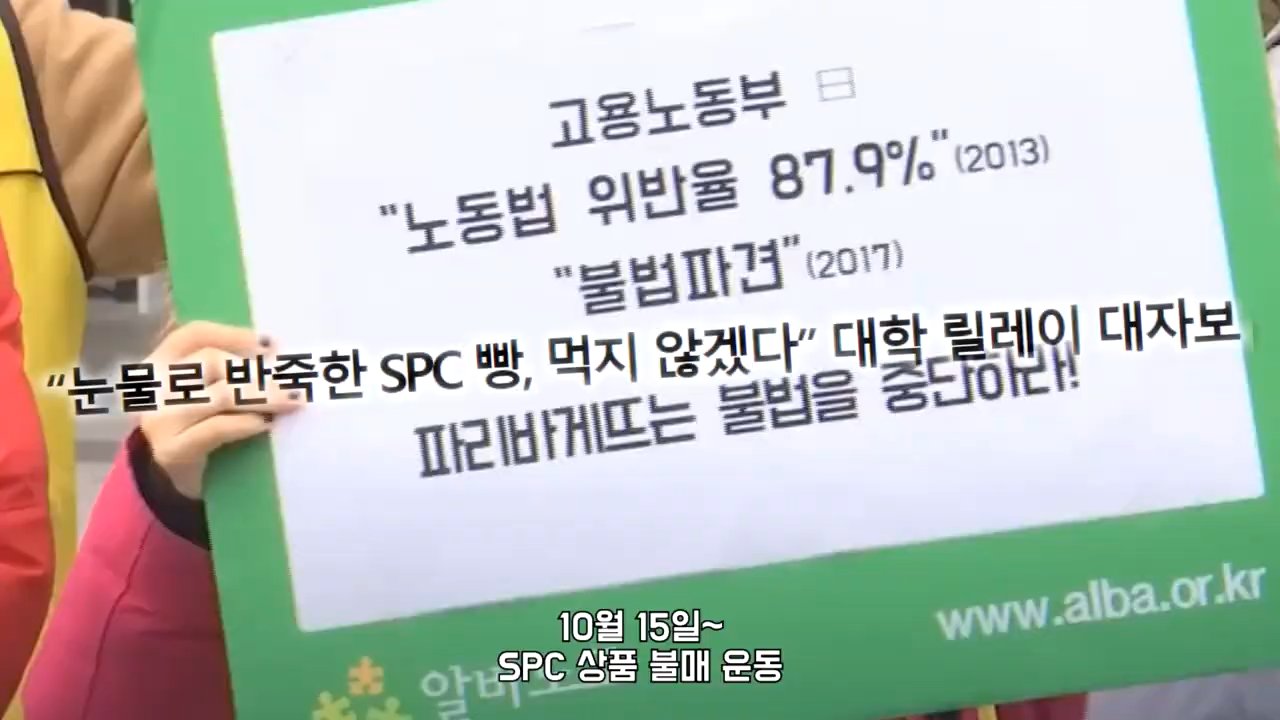 고용노동부 曰
"노동법 위반율 87.9%"(2013)
"불법파견"(2017)
“눈물로 반죽한 SPC 빵, 먹지 않겠다” 대학 릴레이 대자보
파리바게뜨는 불법을 중단하라!
www.alba.or.kr
10월 15일~
SPC 상품 불매 운동